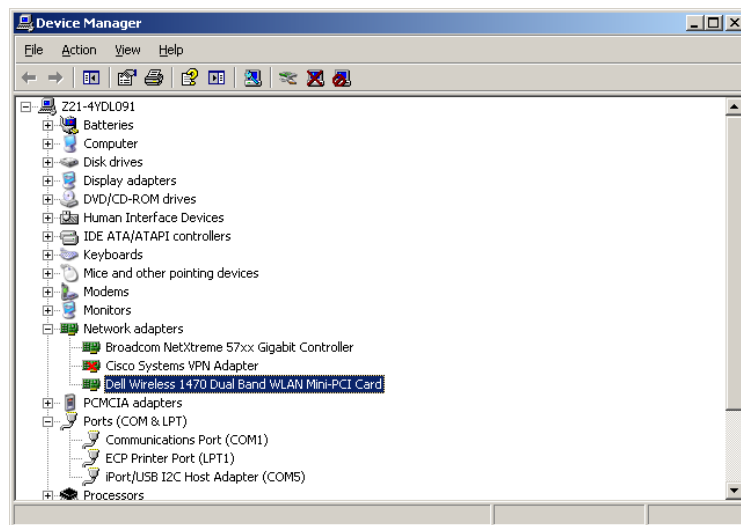 Device Manager
File Action View Help
Z21-4YDL091
Batteries
Computer
Disk drives
Display adapters
DVD/CD-ROM drives
Human Interface Devices
IDE ATA/ATAPI controllers
Keyboards
Mice and other pointing devices
Modems
Monitors
Network adapters
Broadcom NetXtreme 57xx Gigabit Controller
Cisco Systems VPN Adapter
Dell Wireless 1470 Dual Band WLAN Mini-PCI Card
PCMCIA adapters
Ports (COM & LPT)
Communications Port (COM1)
ECP Printer Port (LPT1)
iPort/USB I2C Host Adapter (COM5)
Processors